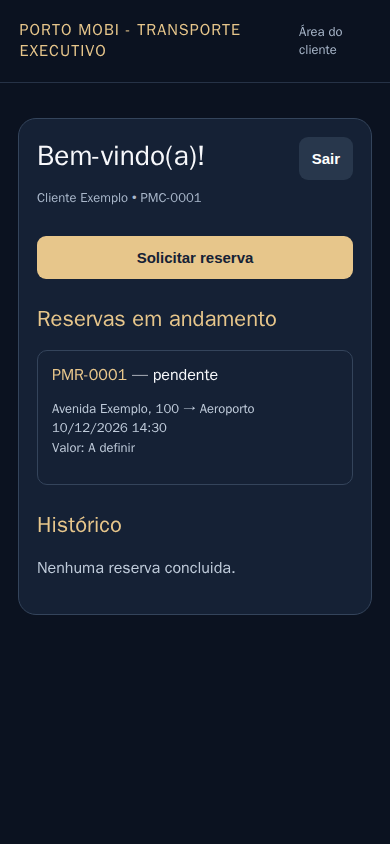 PORTO MOBI - TRANSPORTE
EXECUTIVO
Área do
cliente
Bem-vindo(a)!
Sair
Cliente Exemplo • PMC-0001
Solicitar reserva
Reservas em andamento
PMR-0001 — pendente
Avenida Exemplo, 100 → Aeroporto
10/12/2026 14:30
Valor: A definir
Histórico
Nenhuma reserva concluida.